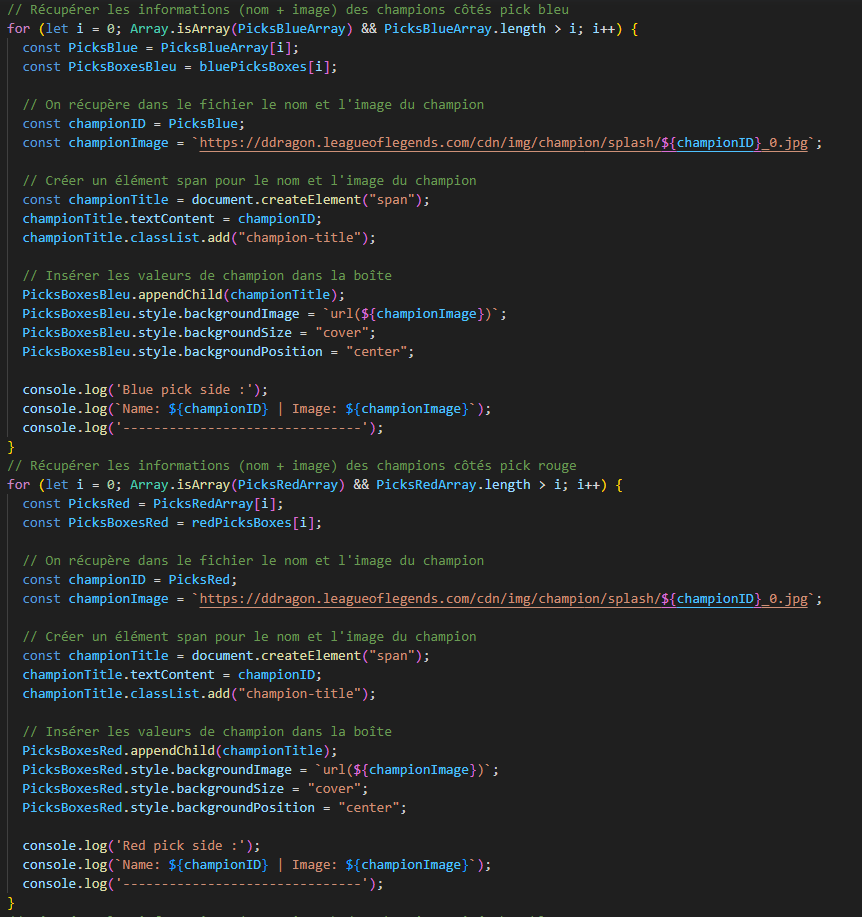 // Récupérer les informations (nom + image) des champions côtés pick bleu
for (let i = 0; Array.isArray(PicksBlueArray) && PicksBlueArray.length > i; i++) {
  const PicksBlue = PicksBlueArray[i];
  const PicksBoxesBleu = bluePicksBoxes[i];

  // On récupère dans le fichier le nom et l'image du champion
  const championID = PicksBlue;
  const championImage = `https://ddragon.leagueoflegends.com/cdn/img/champion/splash/${championID}_0.jpg`;

  // Créer un élément span pour le nom et l'image du champion
  const championTitle = document.createElement("span");
  championTitle.textContent = championID;
  championTitle.classList.add("champion-title");

  // Insérer les valeurs de champion dans la boîte
  PicksBoxesBleu.appendChild(championTitle);
  PicksBoxesBleu.style.backgroundImage = `url(${championImage})`;
  PicksBoxesBleu.style.backgroundSize = "cover";
  PicksBoxesBleu.style.backgroundPosition = "center";

  console.log('Blue pick side :');
  console.log(`Name: ${championID} | Image: ${championImage}`);
  console.log('-------------------------------');
}
// Récupérer les informations (nom + image) des champions côtés pick rouge
for (let i = 0; Array.isArray(PicksRedArray) && PicksRedArray.length > i; i++) {
  const PicksRed = PicksRedArray[i];
  const PicksBoxesRed = redPicksBoxes[i];

  // On récupère dans le fichier le nom et l'image du champion
  const championID = PicksRed;
  const championImage = `https://ddragon.leagueoflegends.com/cdn/img/champion/splash/${championID}_0.jpg`;

  // Créer un élément span pour le nom et l'image du champion
  const championTitle = document.createElement("span");
  championTitle.textContent = championID;
  championTitle.classList.add("champion-title");

  // Insérer les valeurs de champion dans la boîte
  PicksBoxesRed.appendChild(championTitle);
  PicksBoxesRed.style.backgroundImage = `url(${championImage})`;
  PicksBoxesRed.style.backgroundSize = "cover";
  PicksBoxesRed.style.backgroundPosition = "center";

  console.log('Red pick side :');
  console.log(`Name: ${championID} | Image: ${championImage}`);
  console.log('-------------------------------');
}